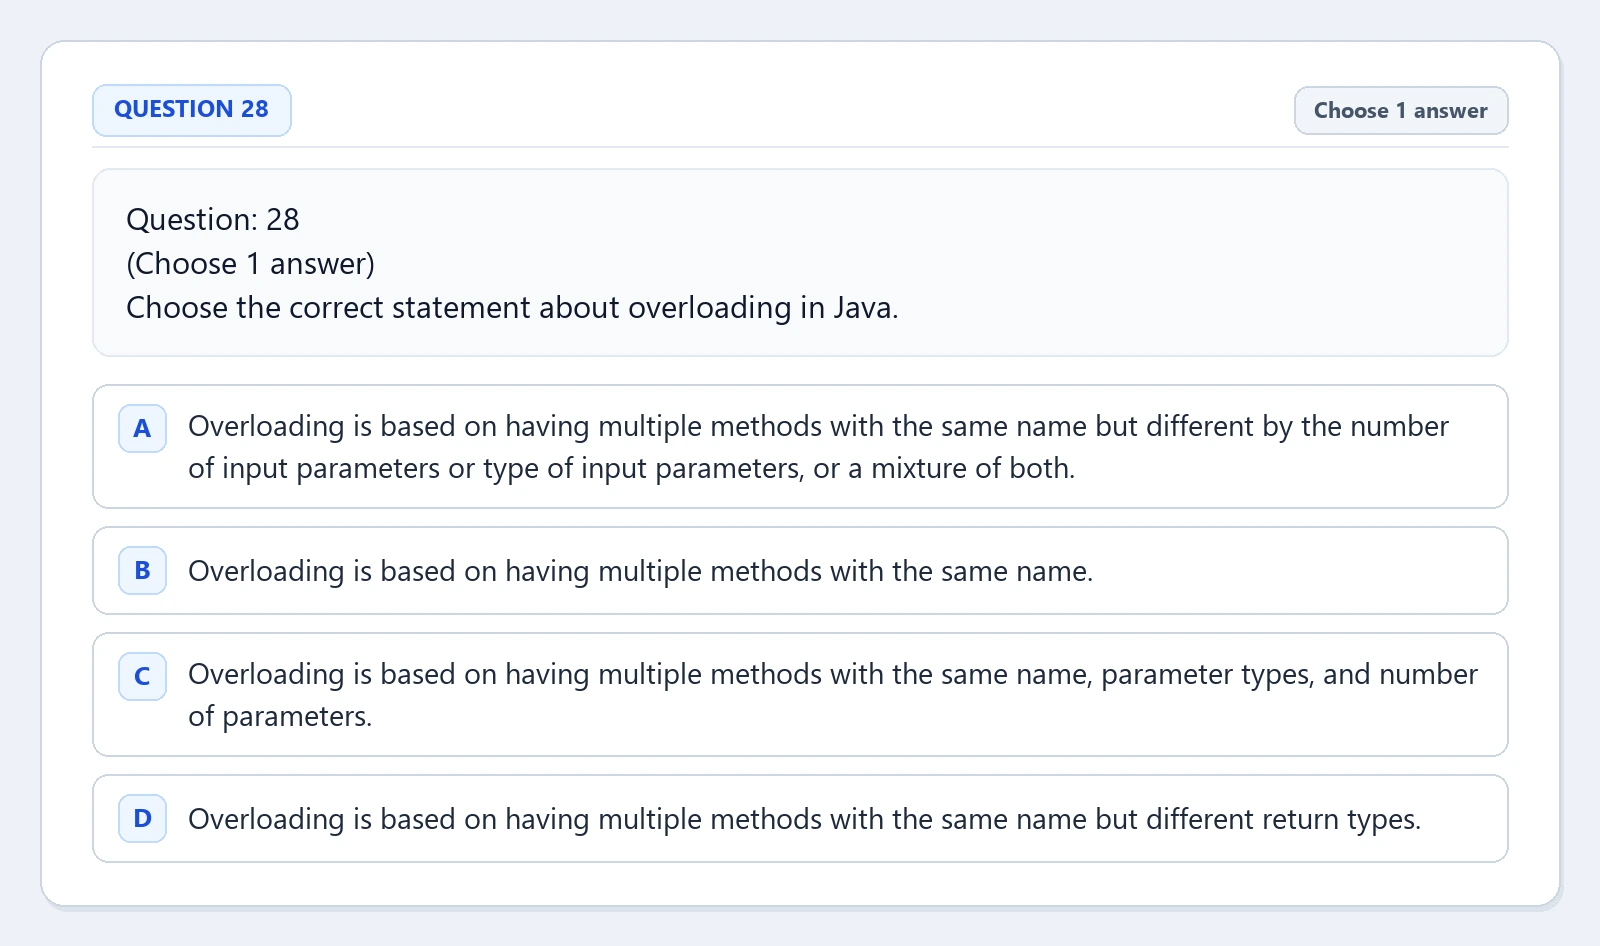 QUESTION 28
Choose 1 answer
Question: 28
(Choose 1 answer)
Choose the correct statement about overloading in Java.
A
Overloading is based on having multiple methods with the same name but different by the number
of input parameters or type of input parameters, or a mixture of both.
B
Overloading is based on having multiple methods with the same name.
C
Overloading is based on having multiple methods with the same name, parameter types, and number
of parameters.
D
Overloading is based on having multiple methods with the same name but different return types.